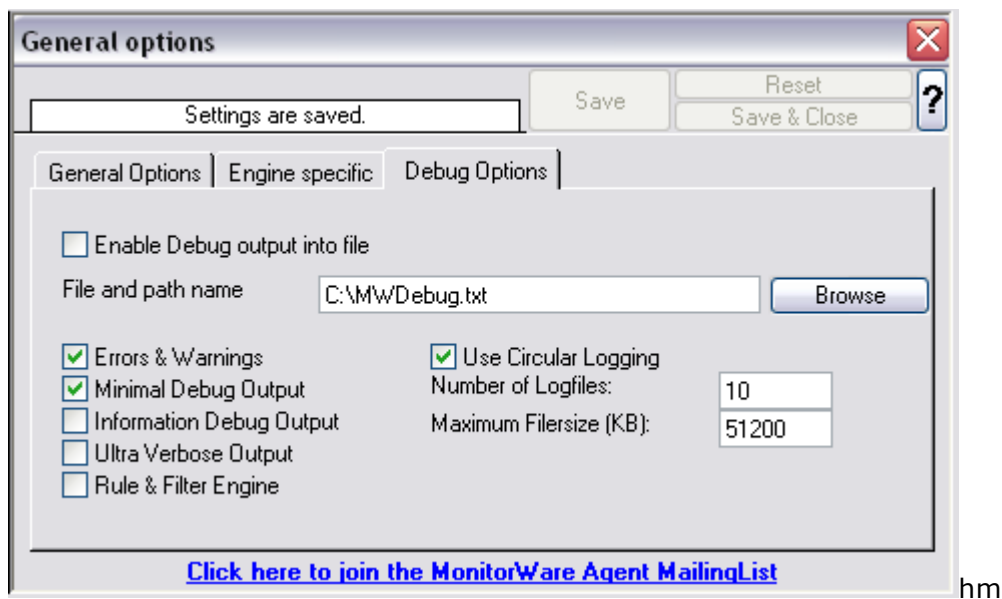 General options
Settings are saved.
Save
Reset
Save & Close
?
General Options
Engine specific
Debug Options
Enable Debug output into file
File and path name
C:\MWDebug.txt
Browse
Errors & Warnings
Minimal Debug Output
Information Debug Output
Ultra Verbose Output
Rule & Filter Engine
Use Circular Logging
Number of Logfiles:
10
Maximum Filersize (KB):
51200
Click here to join the MonitorWare Agent MailingList
hm